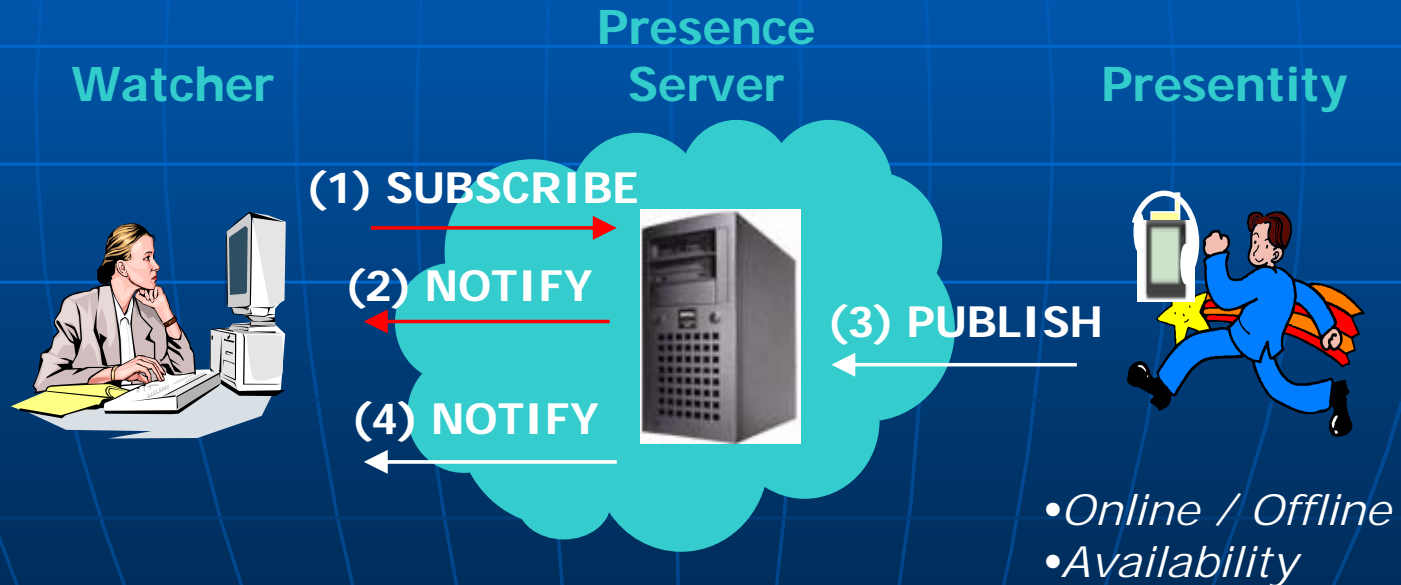 Presence
Watcher
Server
Presentity
(1) SUBSCRIBE
(2) NOTIFY
(3) PUBLISH
(4) NOTIFY
•Online / Offline
•Availability